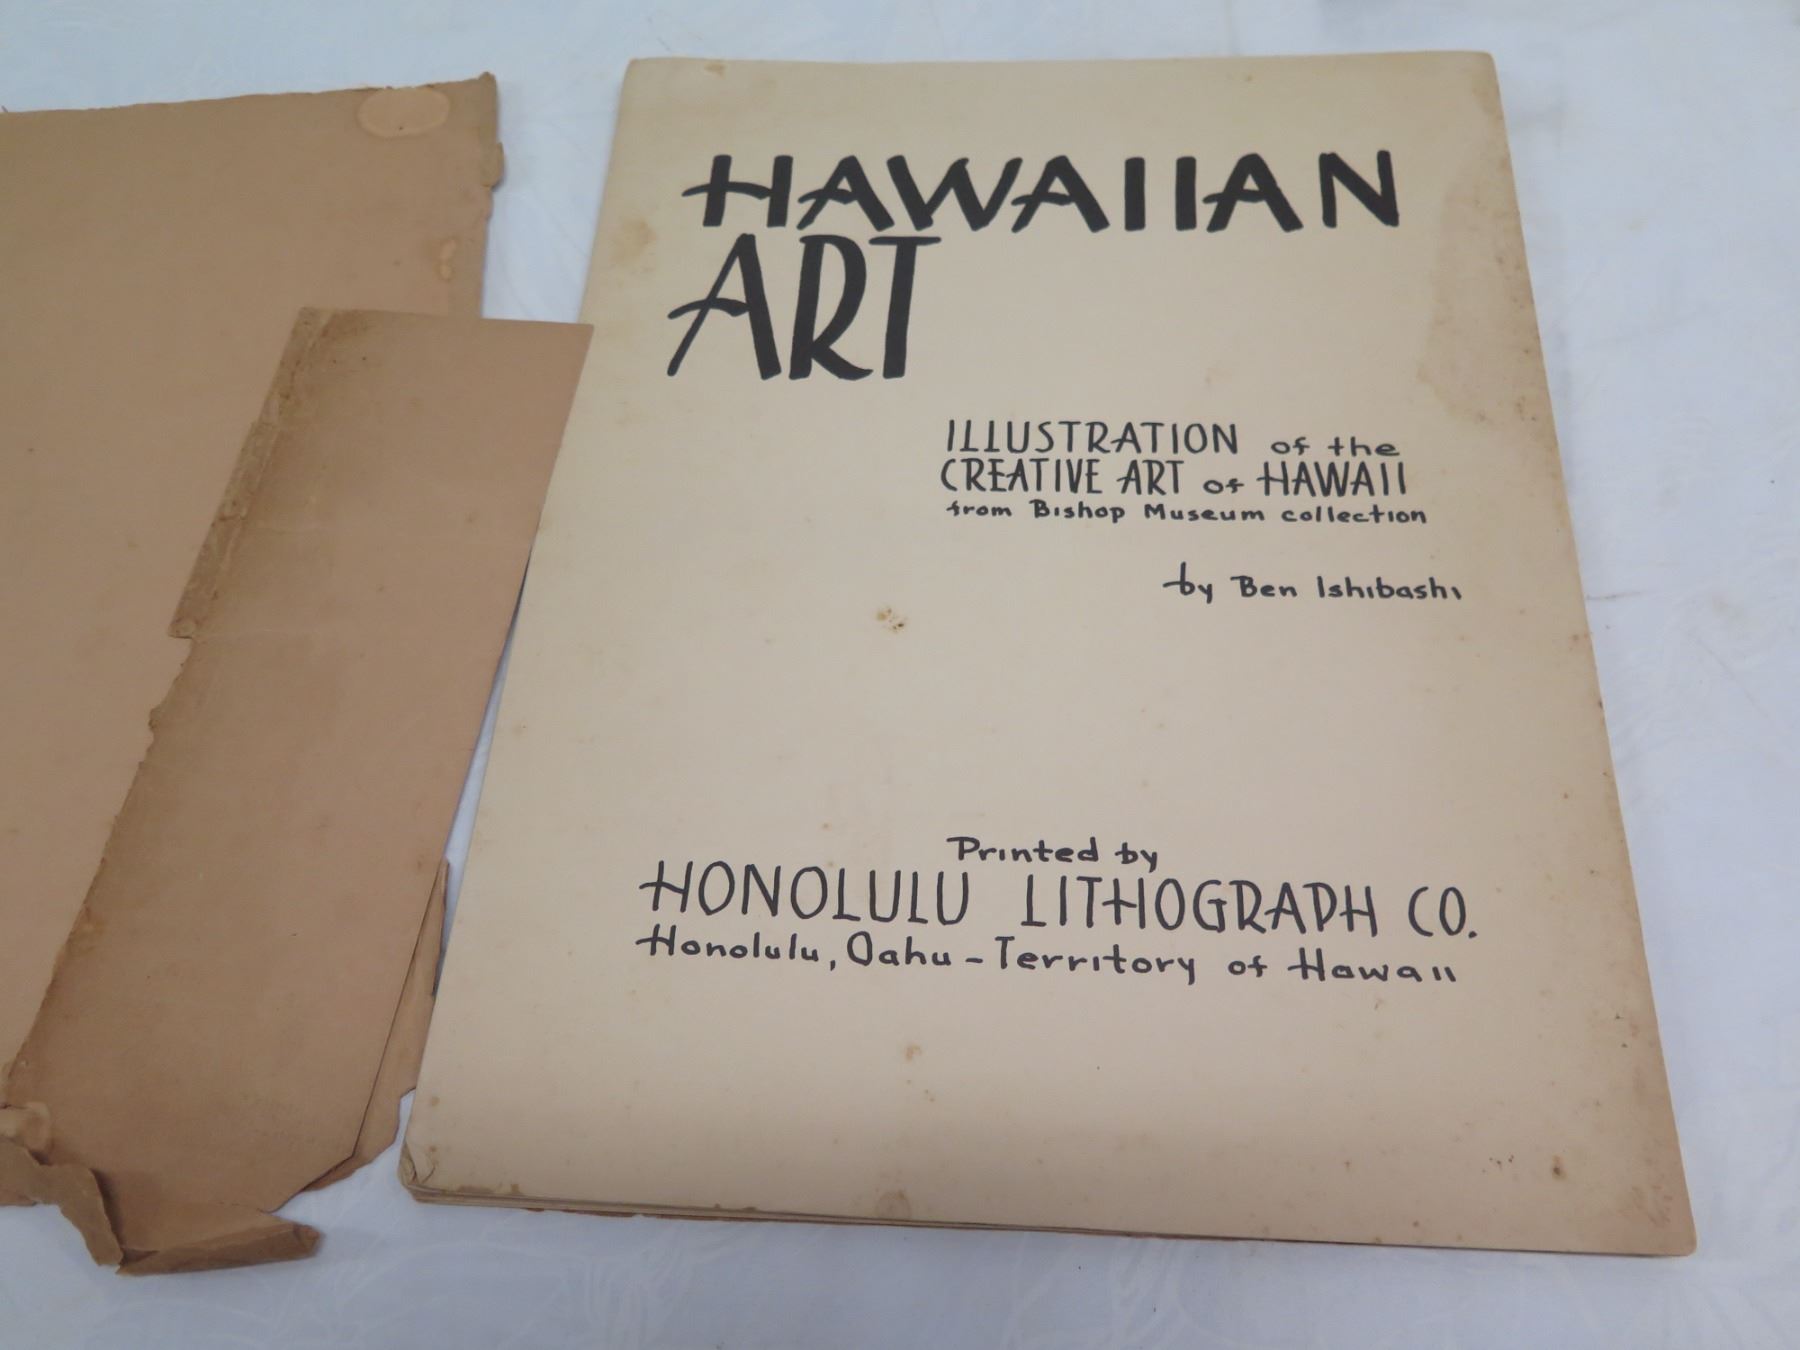 HAWAIIAN
ART
ILLUSTRATION of the
CREATIVE ART of HAWAII
from Bishop Museum collection
by Ben Ishibashi
Printed by
HONOLULU LITHOGRAPH CO.
Honolulu, Oahu - Territory of Hawaii